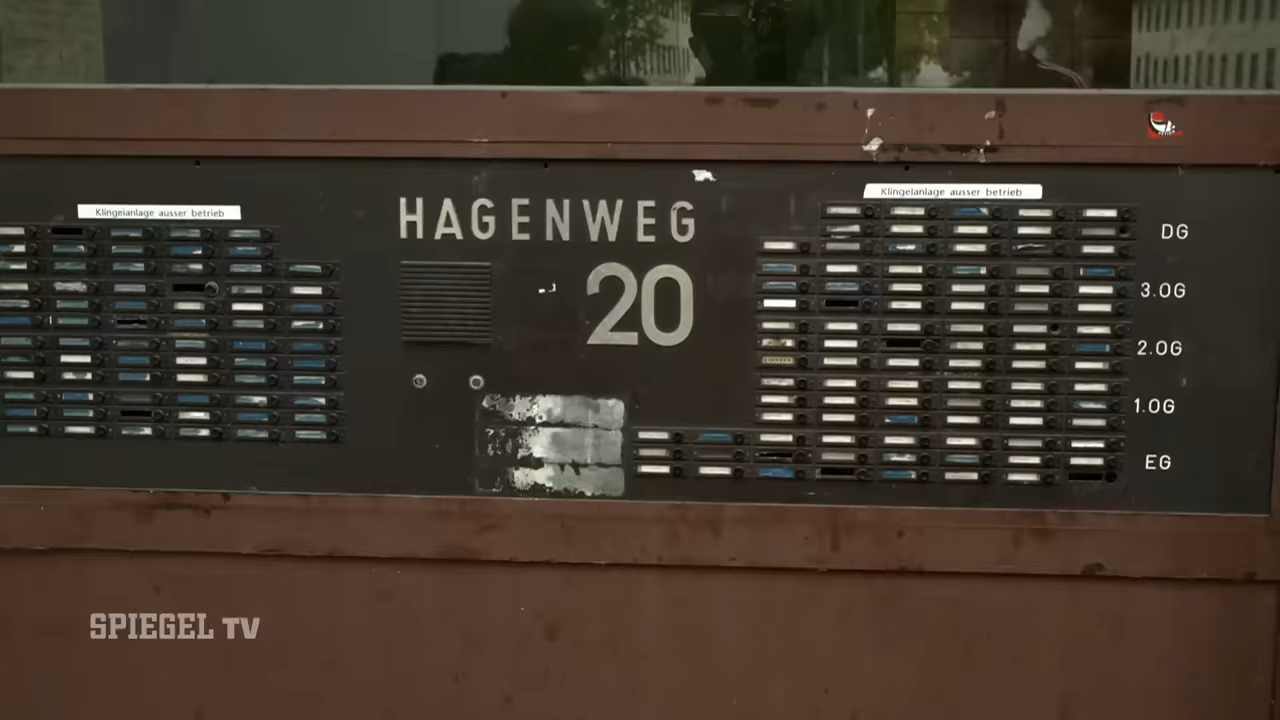 Klingelanlage ausser betrieb
HAGENWEG
20
Klingelanlage ausser betrieb
DG
3.OG
2.OG
1.OG
EG
SPIEGEL TV